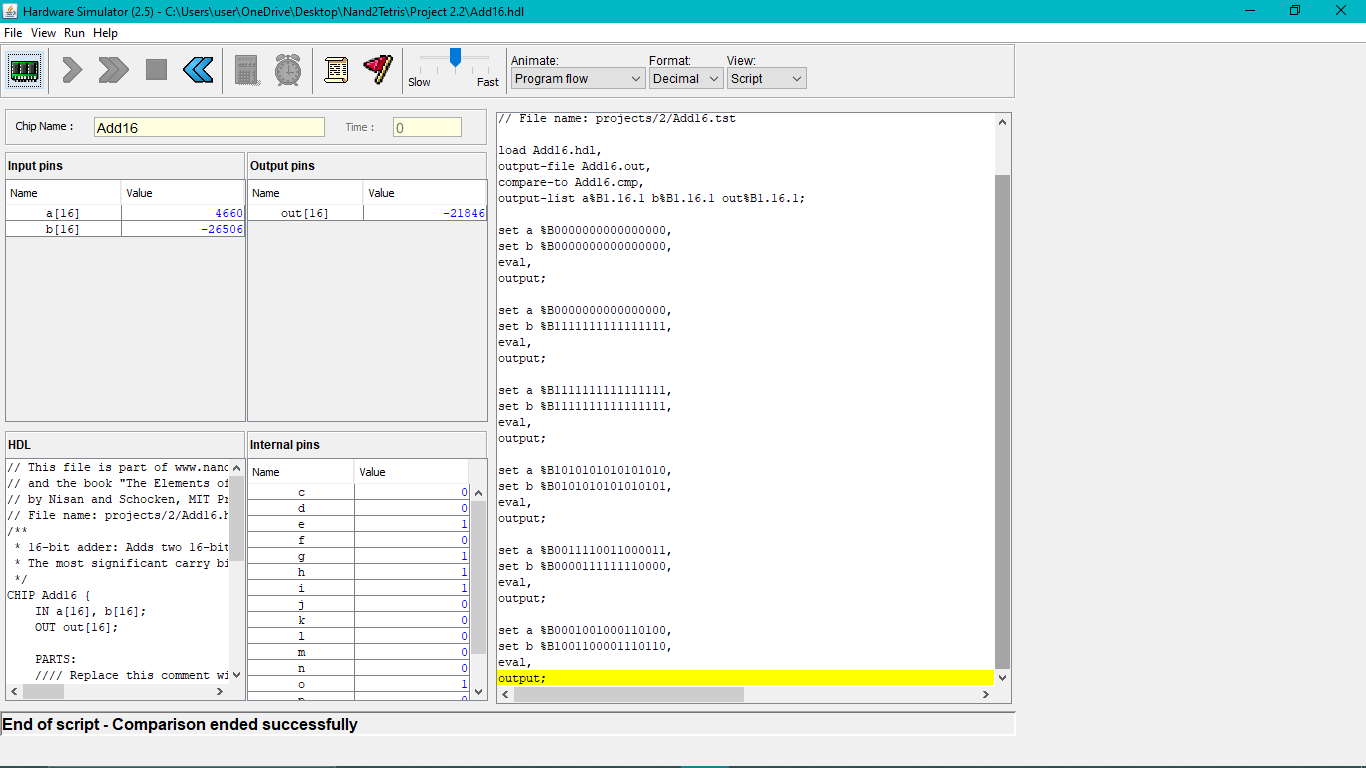 Hardware Simulator (2.5) - C:\Users\user\OneDrive\Desktop\Nand2Tetris\Project 2.2\Add16.hdl
File View Run Help
Slow Fast
Animate: Format: View:
Program flow Decimal Script
Chip Name : Add16 Time : 0
Input pins
Name Value
a[16] 4660
b[16] -26506
Output pins
Name Value
out[16] -21846
HDL
// This file is part of www.nand
// and the book "The Elements of
// by Nisan and Schocken, MIT Pr
// File name: projects/2/Add16.h
/**
* 16-bit adder: Adds two 16-bit
* The most significant carry bi
*/
CHIP Add16 {
IN a[16], b[16];
OUT out[16];
PARTS:
//// Replace this comment wi
Internal pins
Name Value
c 0
d 0
e 1
f 0
g 1
h 1
i 1
j 0
k 0
l 0
m 0
n 0
o 1
// File name: projects/2/Add16.tst
load Add16.hdl,
output-file Add16.out,
compare-to Add16.cmp,
output-list a%B1.16.1 b%B1.16.1 out%B1.16.1;
set a %B0000000000000000,
set b %B0000000000000000,
eval,
output;
set a %B0000000000000000,
set b %B1111111111111111,
eval,
output;
set a %B1111111111111111,
set b %B1111111111111111,
eval,
output;
set a %B1010101010101010,
set b %B0101010101010101,
eval,
output;
set a %B0011110011000011,
set b %B0000111111110000,
eval,
output;
set a %B0001001000110100,
set b %B1001100001110110,
eval,
output;
End of script - Comparison ended successfully